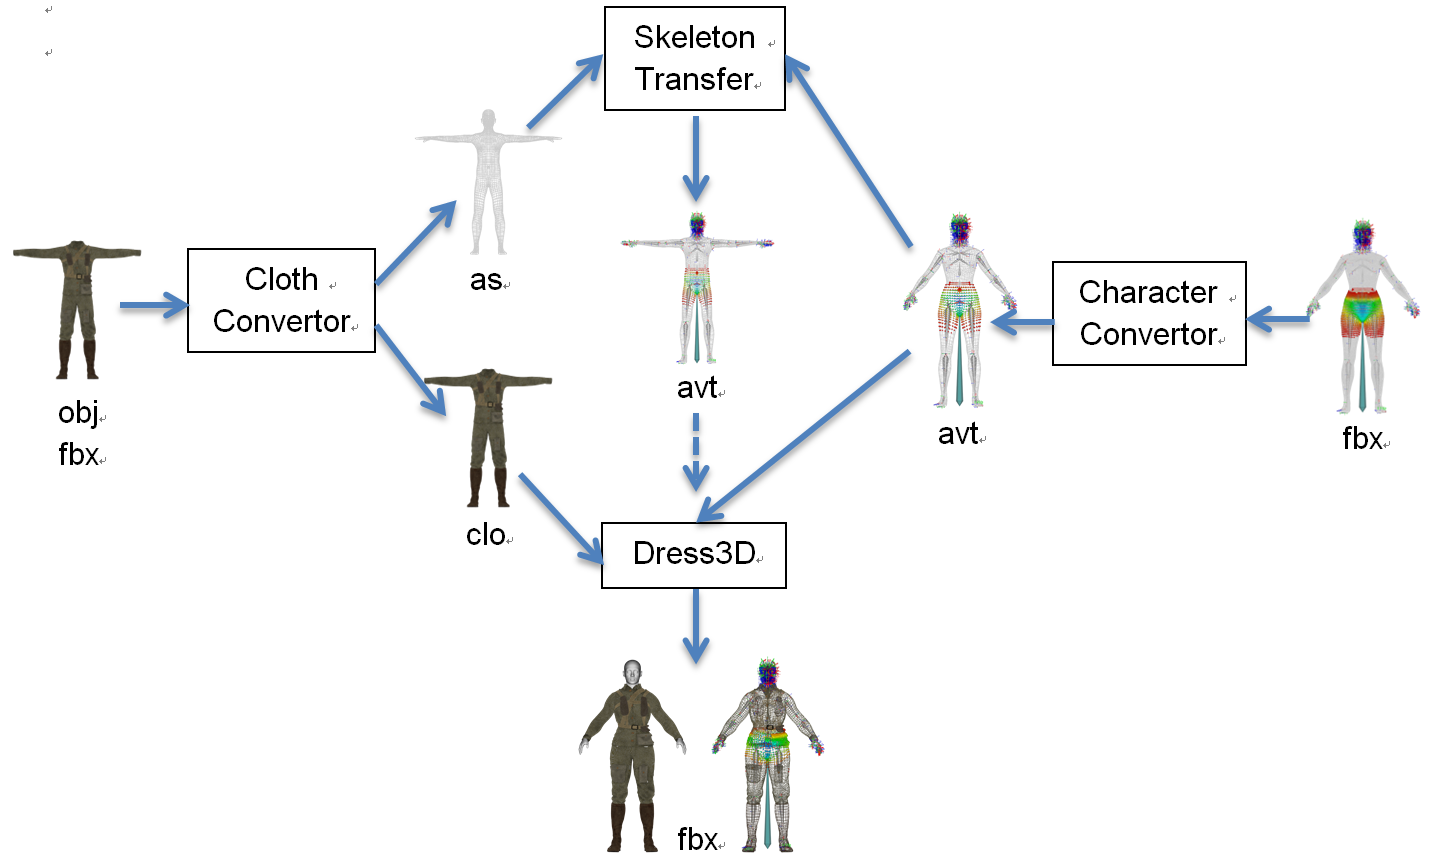 Skeleton
Transfer
as
Cloth
Convertor
obj
fbx
avt
Character
Convertor
avt
fbx
clo
Dress3D
fbx